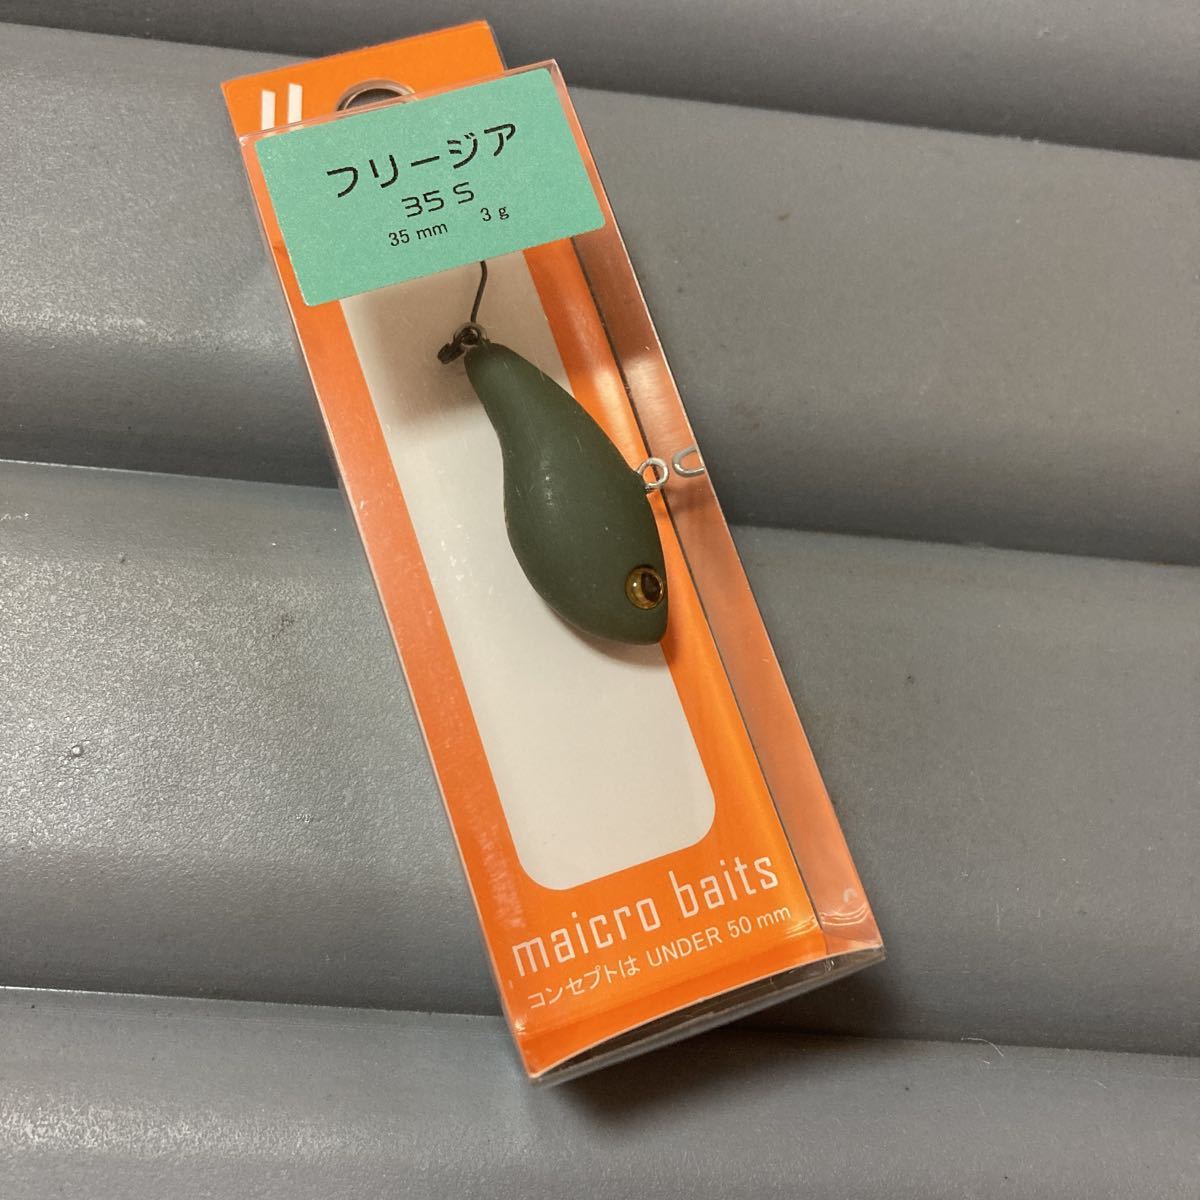 フリージア
35 S
35 mm 3 g
maicro baits
コンセプトは UNDER 50 mm